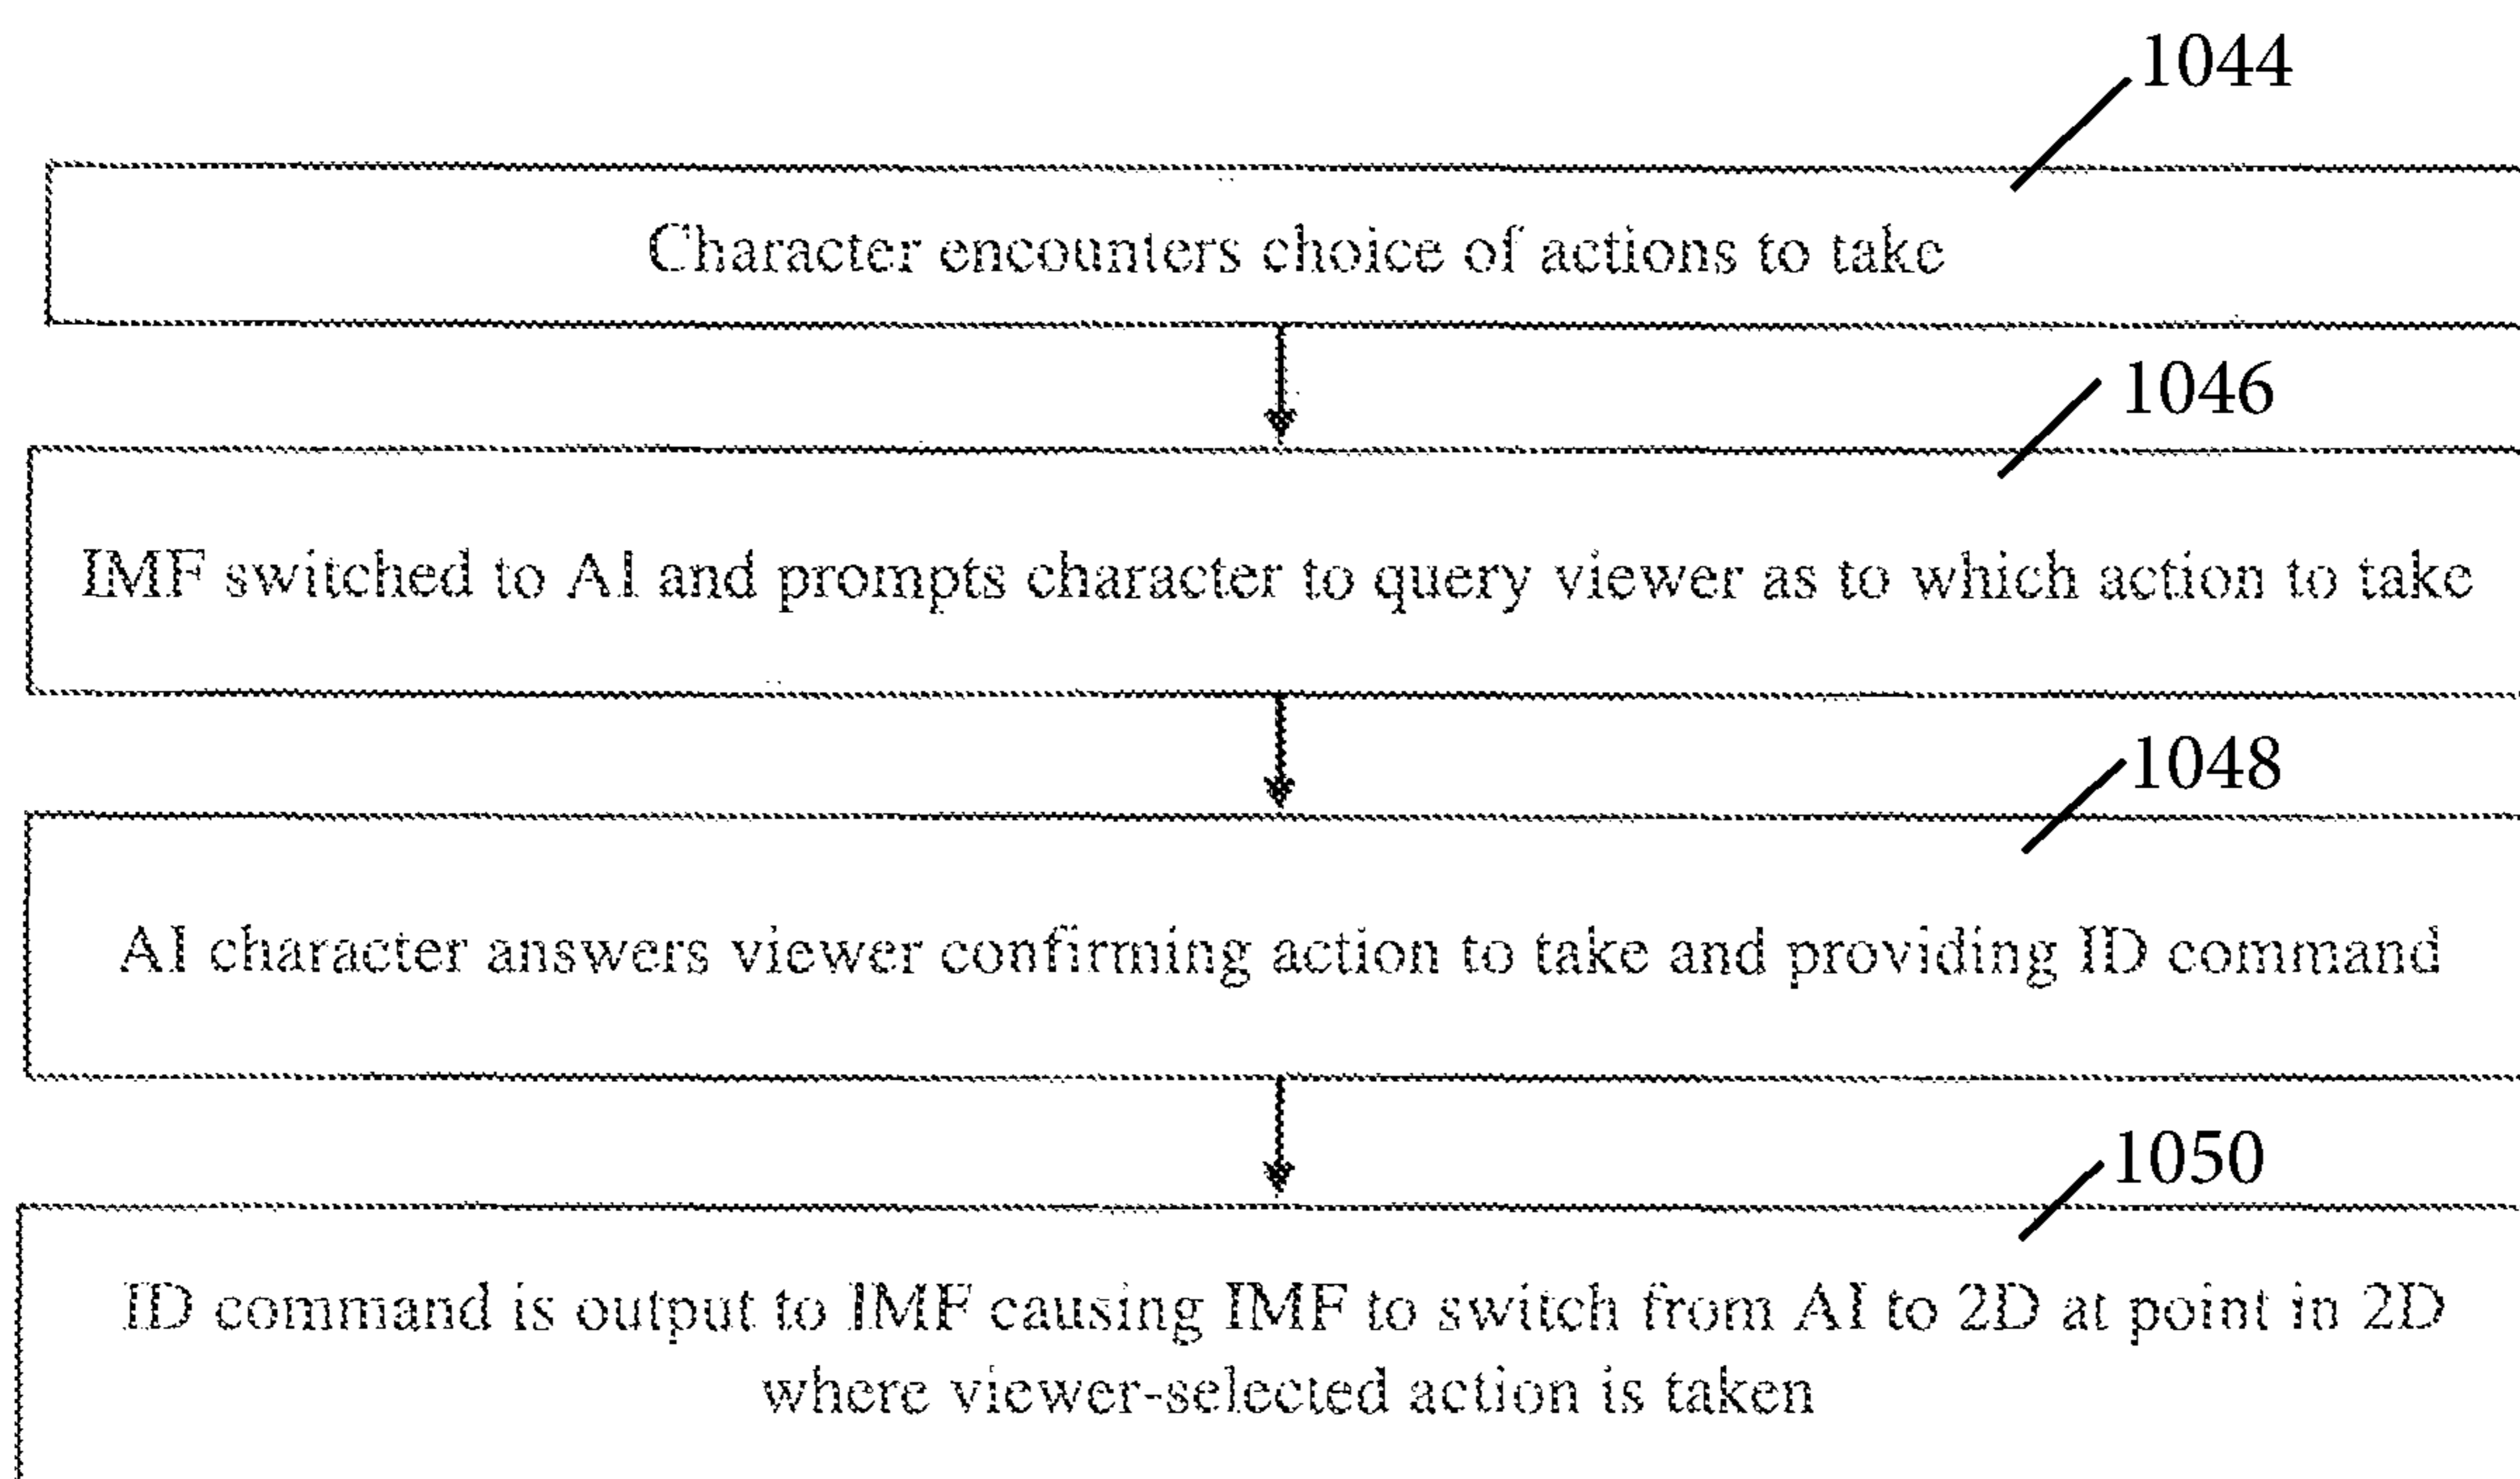 1044
Character encounters choice of actions to take
1046
IMF switched to AI and prompts character to query viewer as to which action to take
1048
AI character answers viewer confirming action to take and providing ID command
1050
ID command is output to IMF causing IMF to switch from AI to 2D at point in 2D
where viewer-selected action is taken